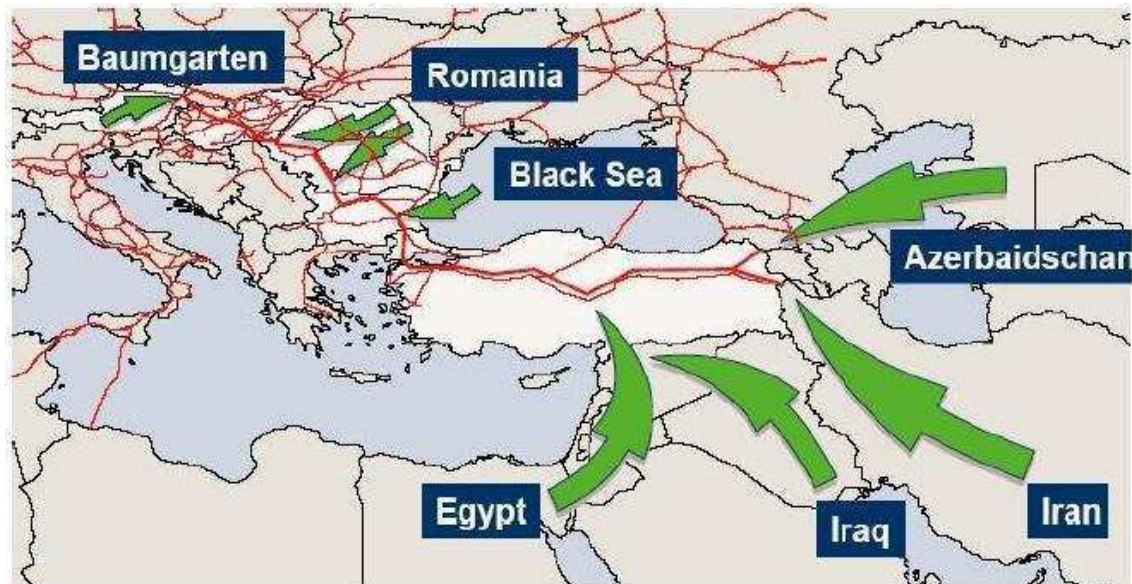 Baumgarten
Romania
Black Sea
Azerbaidschan
Egypt
Iraq
Iran